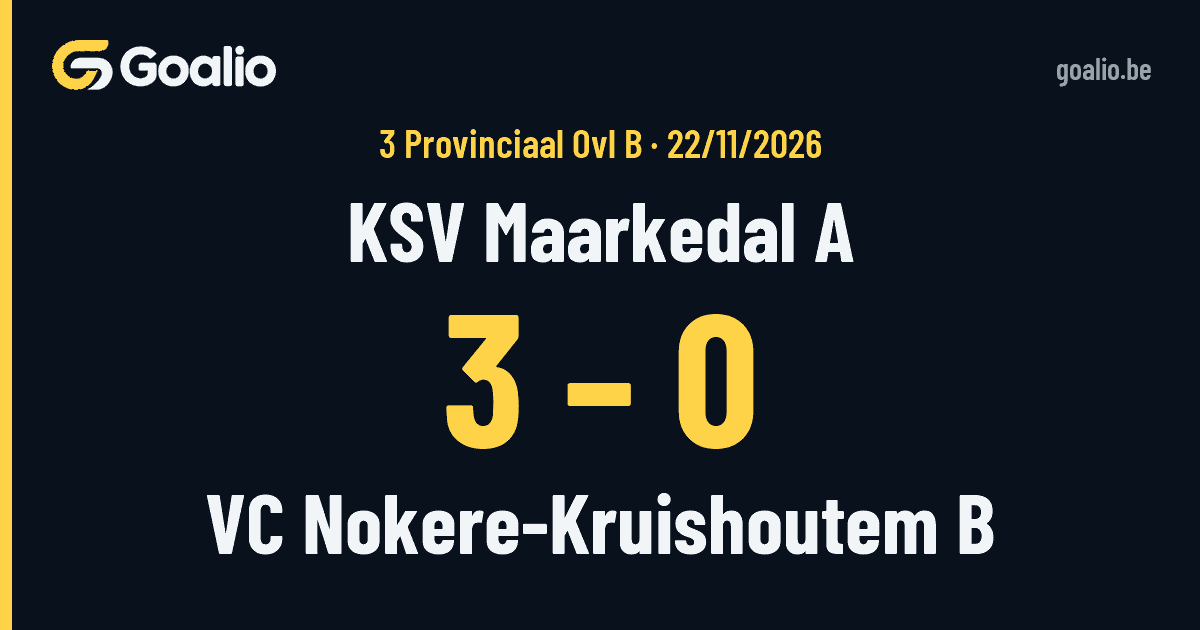 Goalio
goalio.be
3 Provinciaal Ovl B · 22/11/2026
KSV Maarkedal A
3 – 0
VC Nokere-Kruishoutem B